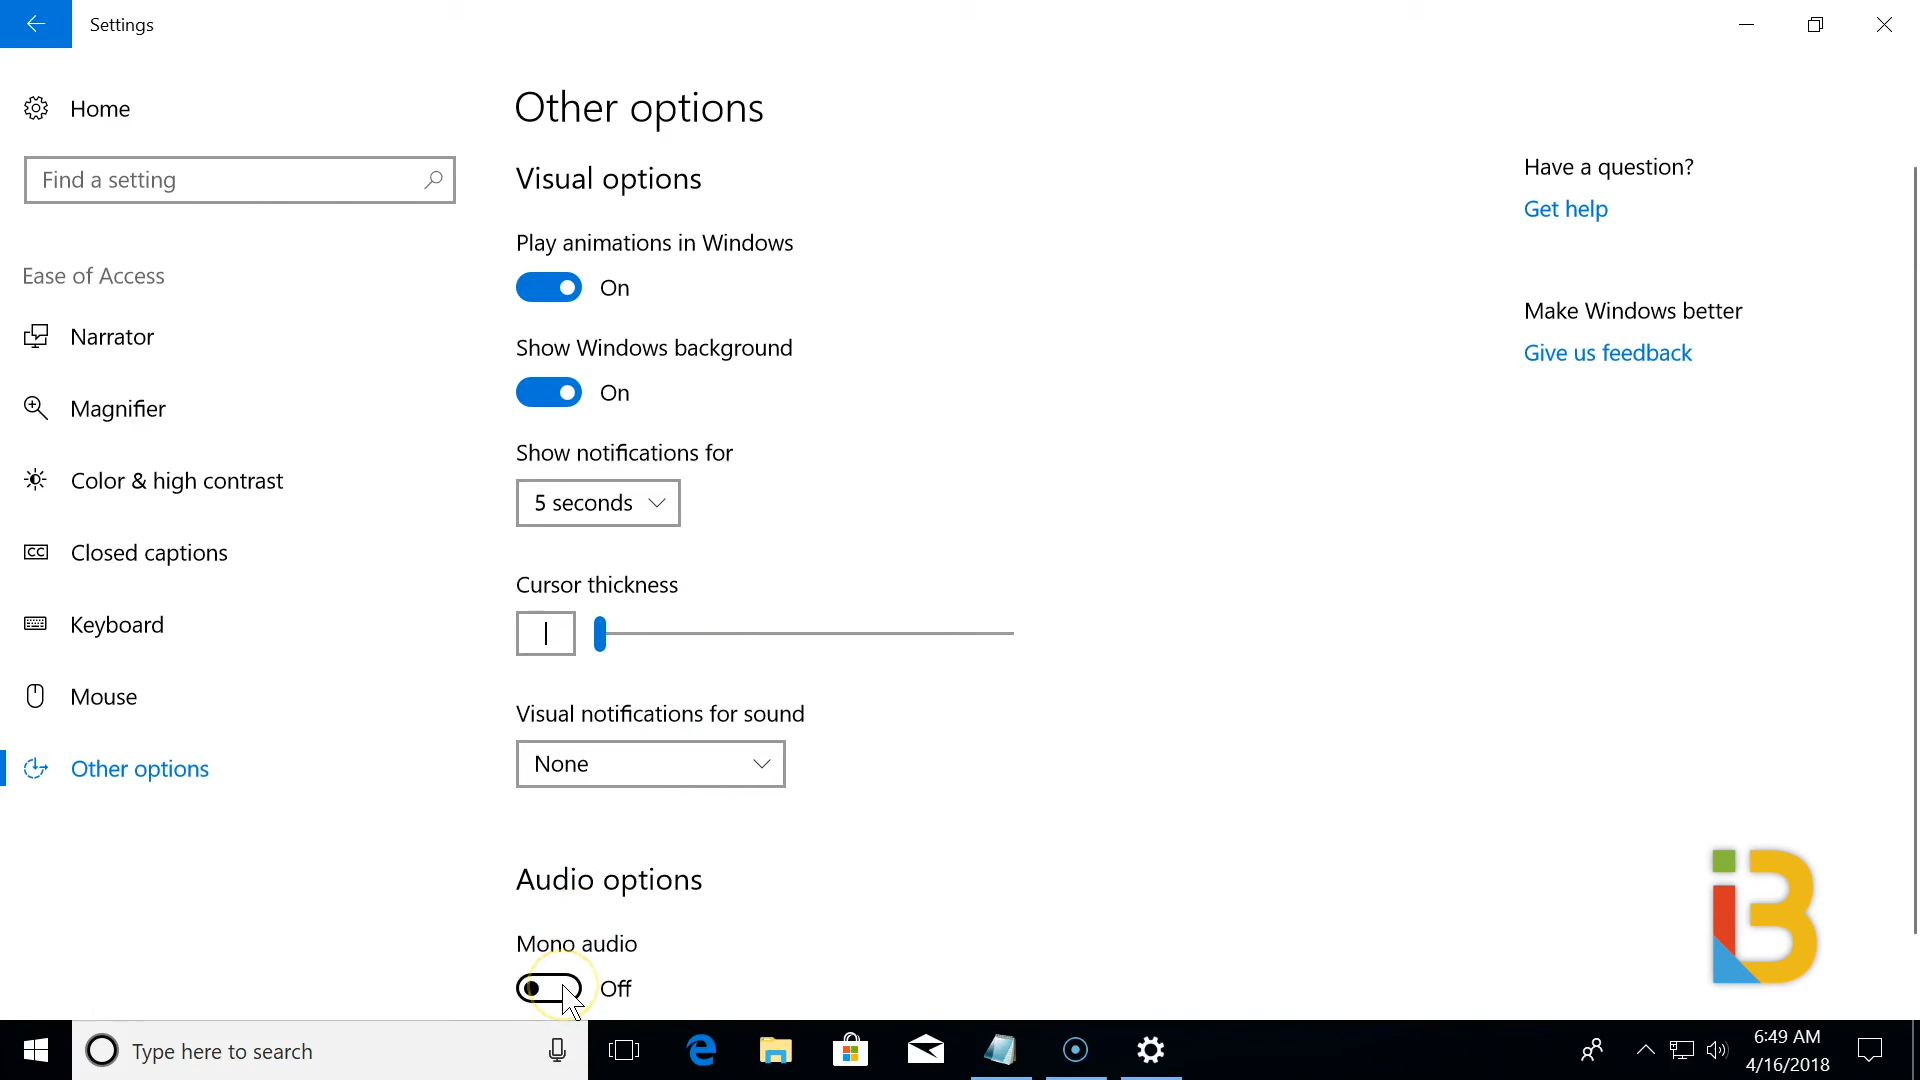 Settings
Home
Find a setting
Ease of Access
Narrator
Magnifier
Color & high contrast
Closed captions
Keyboard
Mouse
Other options
Other options
Visual options
Play animations in Windows
On
Show Windows background
On
Show notifications for
5 seconds
Cursor thickness
Visual notifications for sound
None
Audio options
Mono audio
Off
Have a question?
Get help
Make Windows better
Give us feedback
i3
Type here to search
6:49 AM
4/16/2018